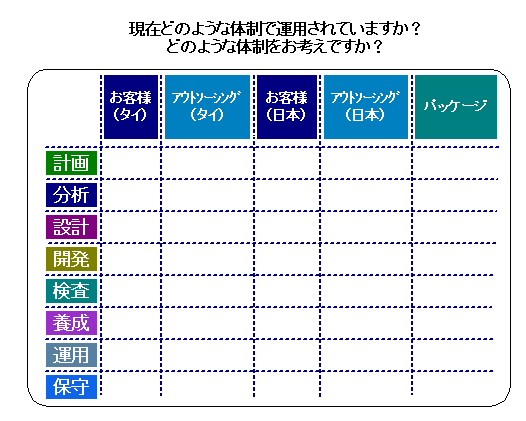 現在どのような体制で運用されていますか？
どのような体制をお考えですか？
お客様 ｱｳﾄｿｰｼﾝｸﾞ お客様 ｱｳﾄｿｰｼﾝｸﾞ パッケージ
（タイ） （タイ） （日本） （日本）
計画
分析
設計
開発
検査
養成
運用
保守